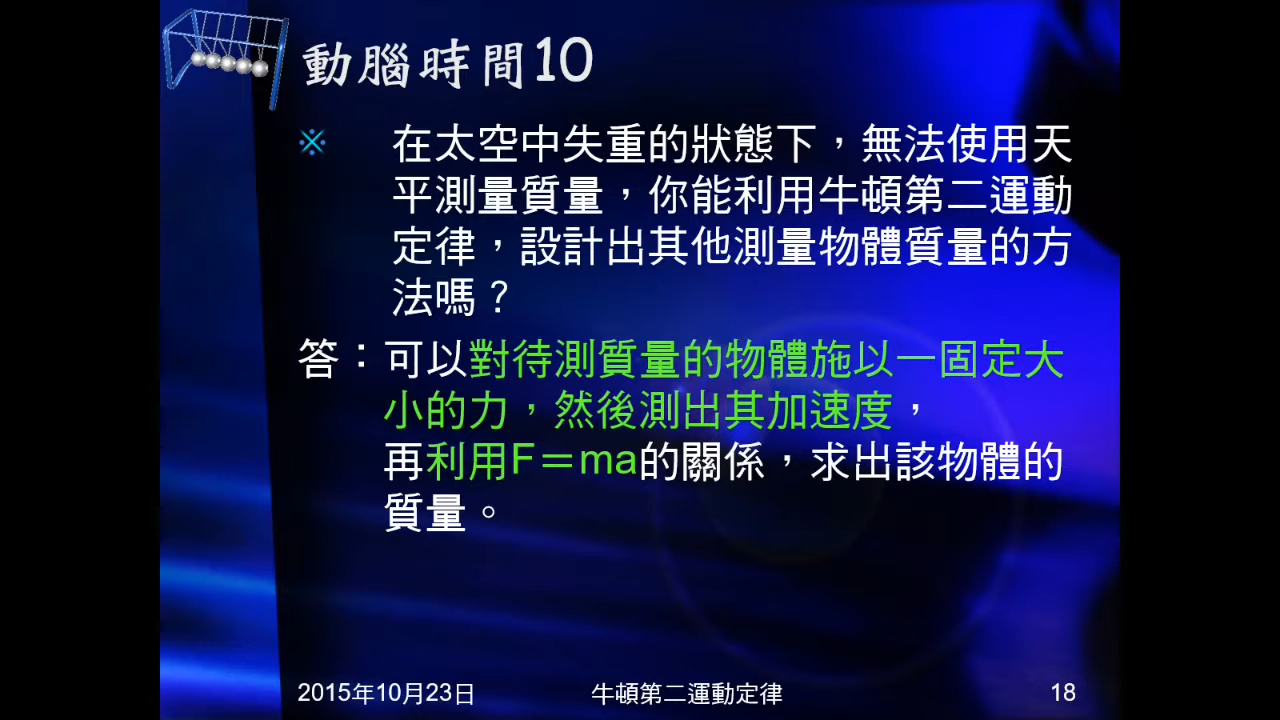 動腦時間10
※ 在太空中失重的狀態下，無法使用天
平測量質量，你能利用牛頓第二運動
定律，設計出其他測量物體質量的方
法嗎？
答：可以對待測質量的物體施以一固定大
小的力，然後測出其加速度，
再利用F＝ma的關係，求出該物體的
質量。
2015年10月23日 牛頓第二運動定律 18